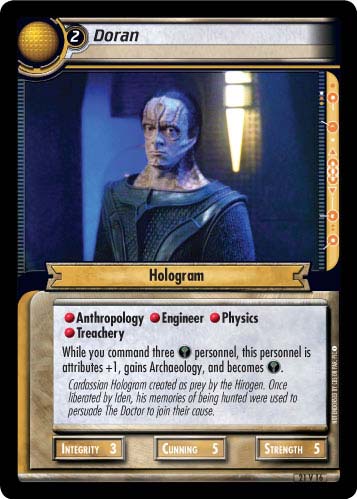 2 Doran
Hologram
Anthropology Engineer Physics
Treachery
While you command three personnel, this personnel is
attributes +1, gains Archaeology, and becomes .
Cardassian Hologram created as prey by the Hirogen. Once
liberated by Iden, his memories of being hunted were used to
persuade The Doctor to join their cause.
INTEGRITY 3 CUNNING 5 STRENGTH 5
21 V 16